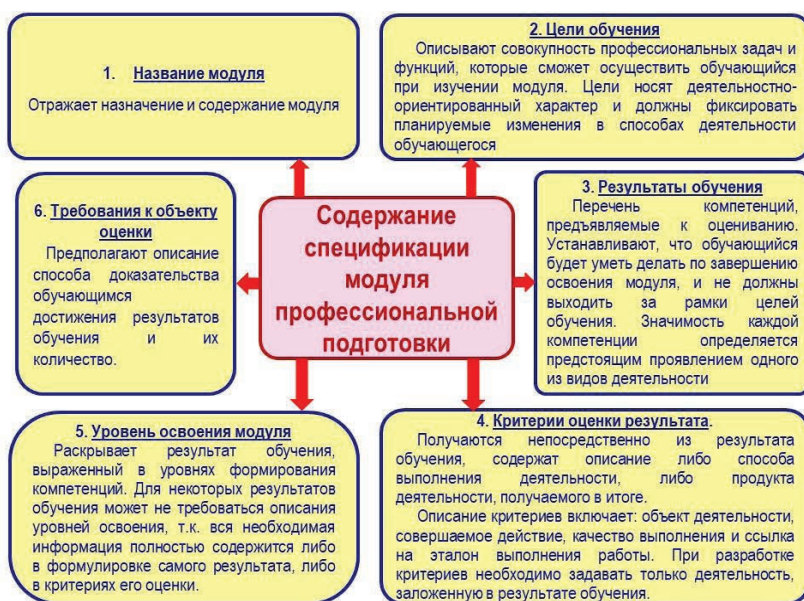 1. Название модуля
Отражает назначение и содержание модуля
2. Цели обучения
Описывают совокупность профессиональных задач и
функций, которые сможет осуществить обучающийся
при изучении модуля. Цели носят деятельностно-
ориентированный характер и должны фиксировать
планируемые изменения в способах деятельности
обучающегося
Содержание
спецификации
модуля
профессиональной
подготовки
3. Результаты обучения
Перечень компетенций,
предъявляемые к оцениванию.
Устанавливают, что обучающийся
будет уметь делать по завершению
освоения модуля, и не должны
выходить за рамки целей
обучения. Значимость каждой
компетенции определяется
предстоящим проявлением одного
из видов деятельности
4. Критерии оценки результата.
Получаются непосредственно из результата
обучения, содержат описание либо способа
выполнения деятельности, либо продукта
деятельности, получаемого в итоге.
Описание критериев включает: объект деятельности,
совершаемое действие, качество выполнения и ссылка
на эталон выполнения работы. При разработке
критериев необходимо задавать только деятельность,
заложенную в результате обучения.
5. Уровень освоения модуля
Раскрывает результат обучения,
выраженный в уровнях формирования
компетенций. Для некоторых результатов
обучения может не требоваться описания
уровней освоения, т.к. вся необходимая
информация полностью содержится либо
в формулировке самого результата, либо
в критериях его оценки.
6. Требования к объекту
оценки
Предполагают описание
способа доказательства
обучающимся
достижения результатов
обучения и их
количество.